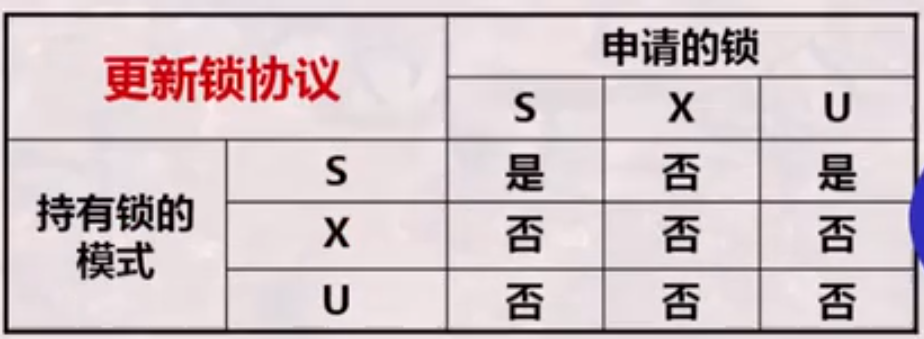 更新锁协议
申请的锁
S X U
持有锁的
模式
S 是 否 是
X 否 否 否
U 否 否 否